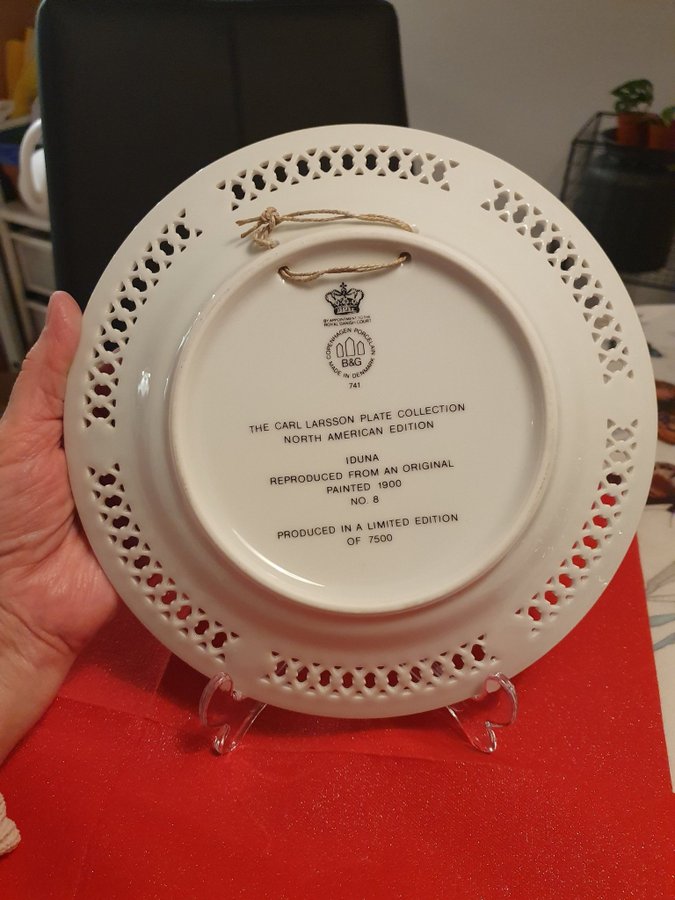 BY APPOINTMENT TO THE
ROYAL DANISH COURT
COPENHAGEN PORCELAIN
B&G
MADE IN DENMARK
741
THE CARL LARSSON PLATE COLLECTION
NORTH AMERICAN EDITION
IDUNA
REPRODUCED FROM AN ORIGINAL
PAINTED 1900
NO. 8
PRODUCED IN A LIMITED EDITION
OF 7500